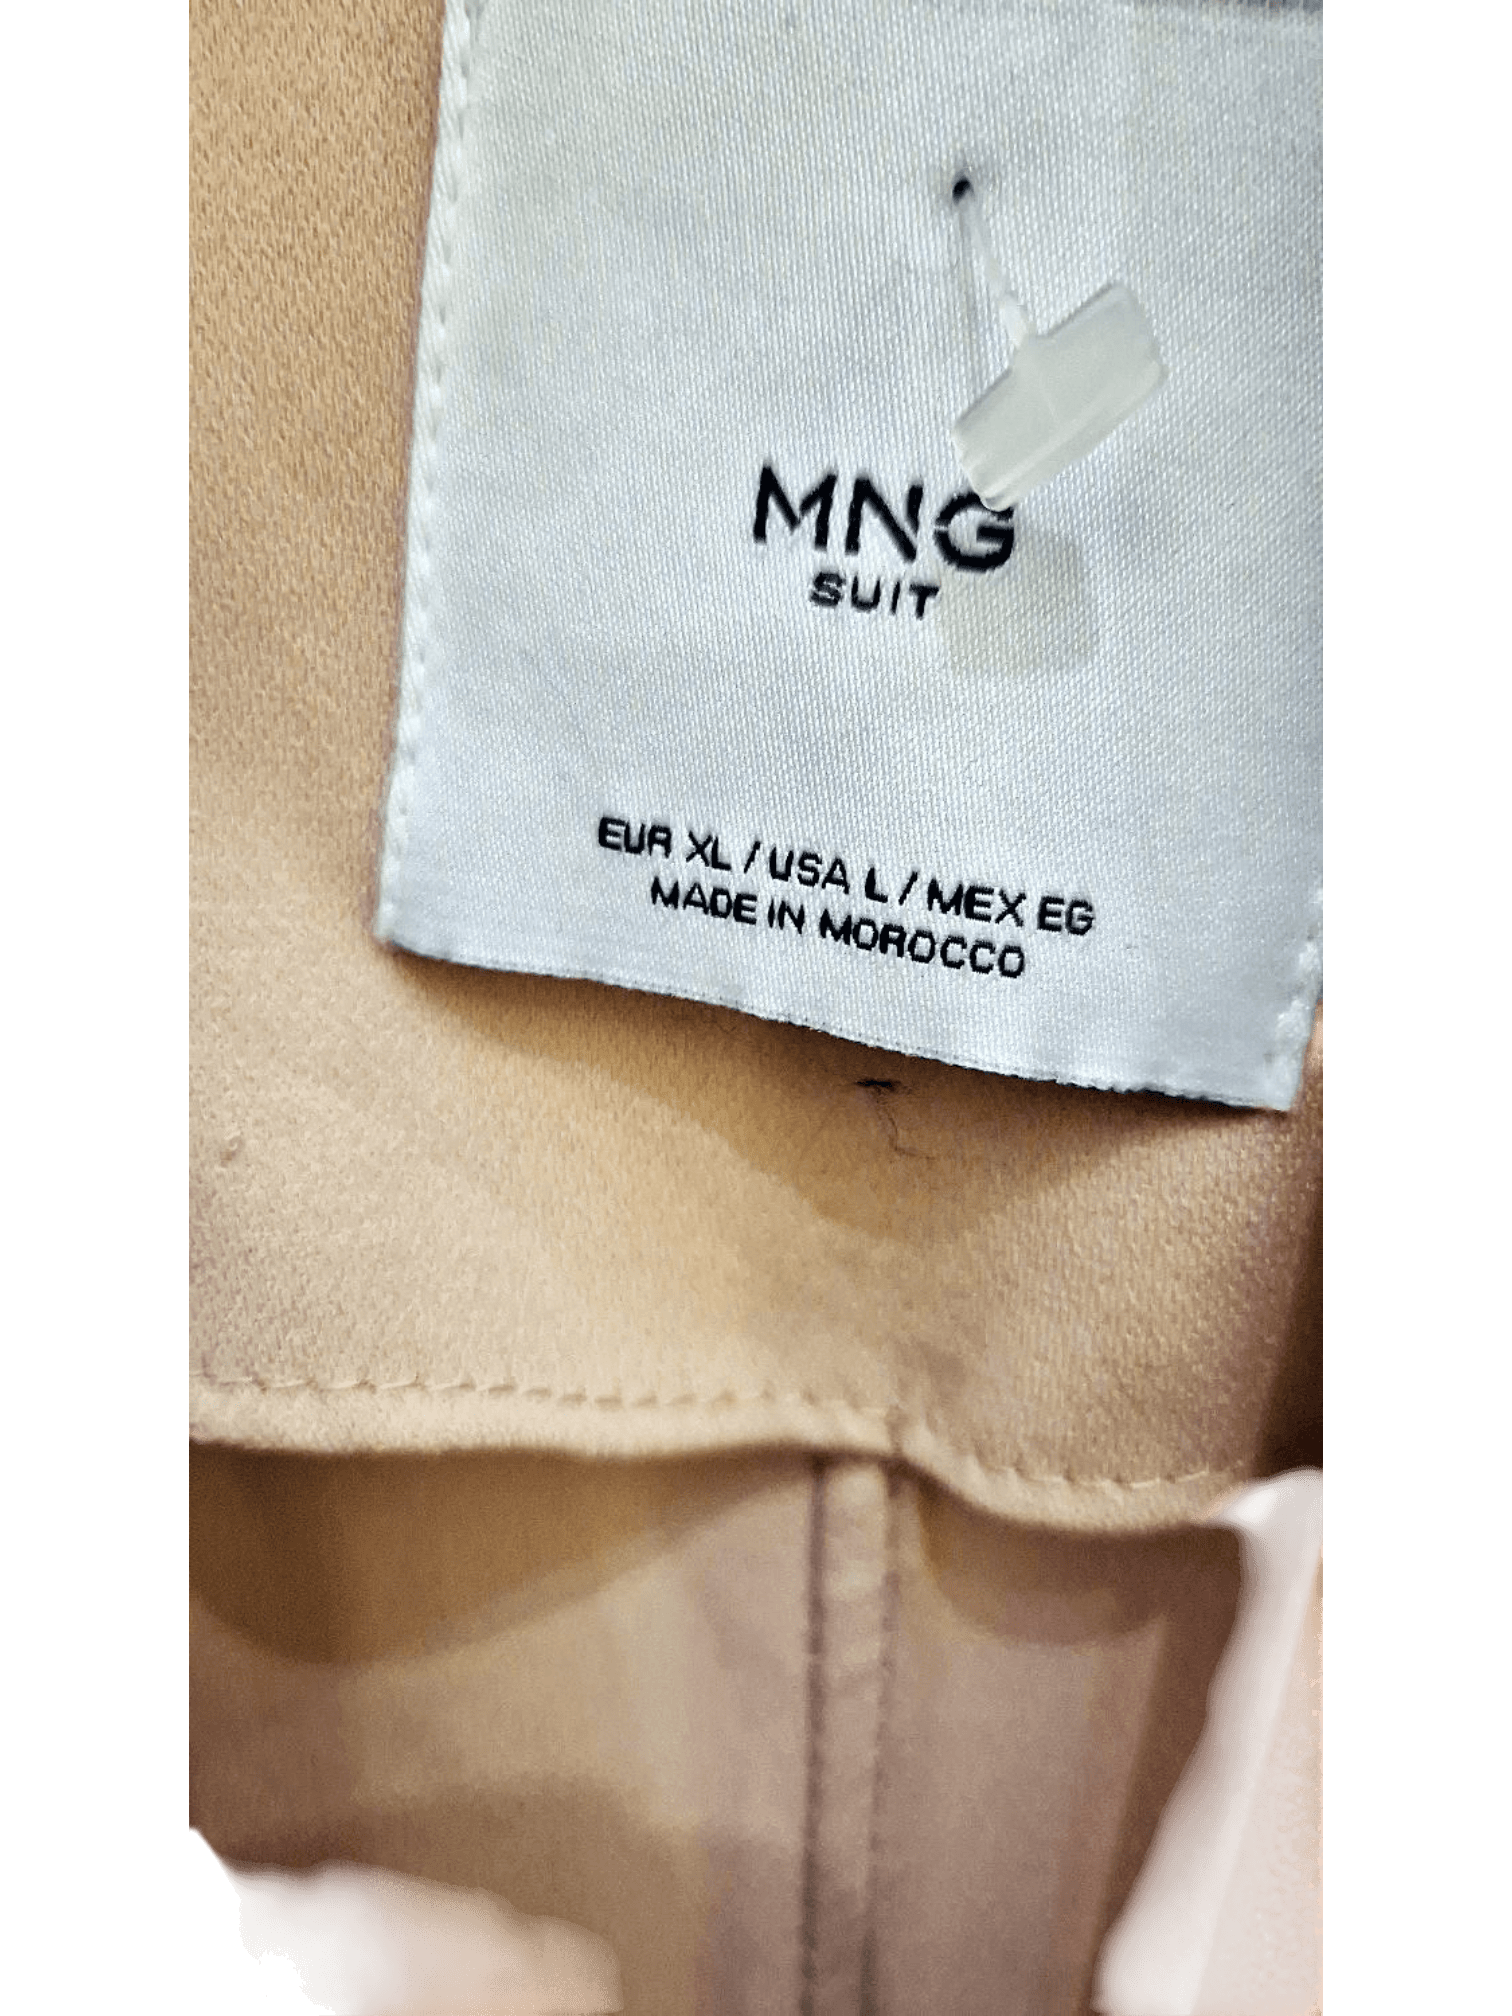 MNG
SUIT
EUR XL / USA L / MEX EG
MADE IN MOROCCO